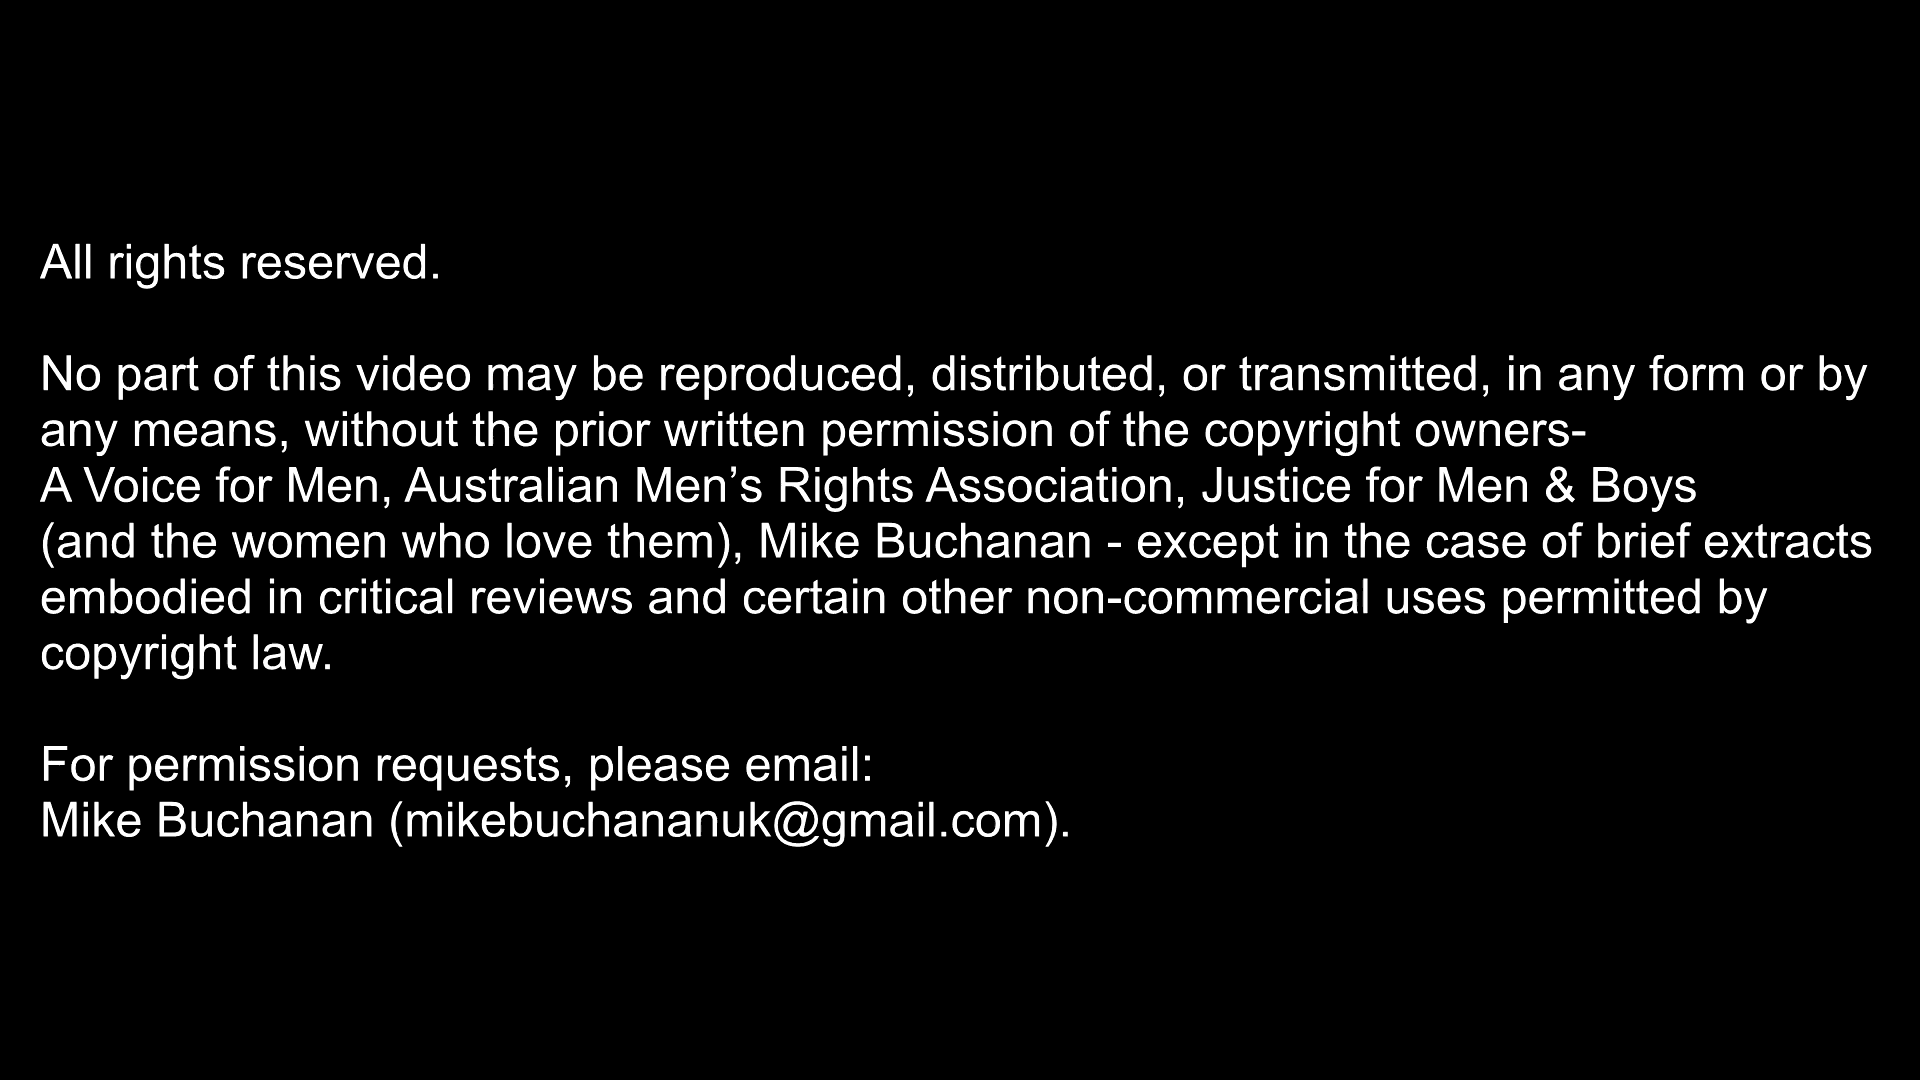 All rights reserved.
No part of this video may be reproduced, distributed, or transmitted, in any form or by
any means, without the prior written permission of the copyright owners-
A Voice for Men, Australian Men’s Rights Association, Justice for Men & Boys
(and the women who love them), Mike Buchanan - except in the case of brief extracts
embodied in critical reviews and certain other non-commercial uses permitted by
copyright law.
For permission requests, please email:
Mike Buchanan (mikebuchananuk@gmail.com).